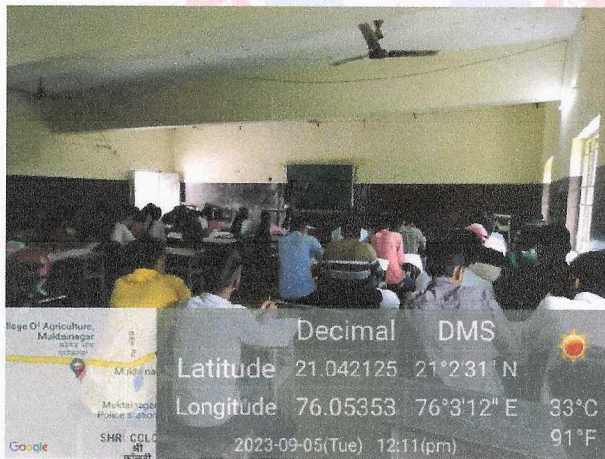 llege Of Agriculture,
Muktainagar
Muktainagar
Police station
SHRI COLO
श्री
कॉलनी
Google
Decimal DMS
Latitude 21.042125 21°2'31" N
Longitude 76.05353 76°3'12" E
33°C
91°F
2023-09-05(Tue) 12:11(pm)